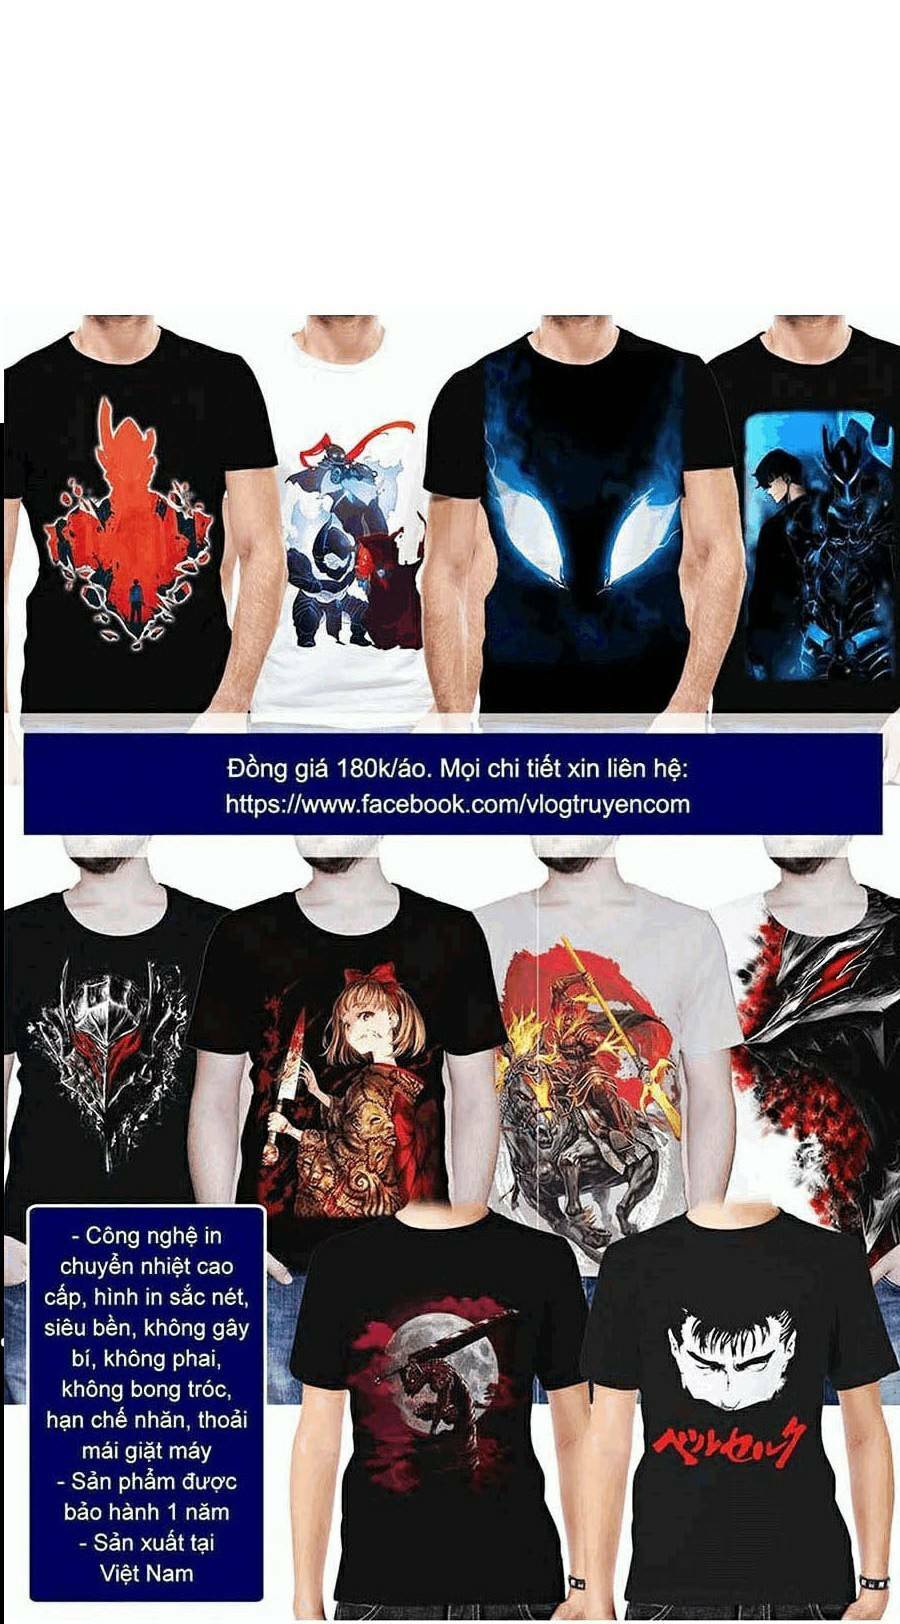 Đồng giá 180k/áo. Mọi chi tiết xin liên hệ:
https://www.facebook.com/vlogtruyencom
- Công nghệ in
chuyển nhiệt cao
cấp, hình in sắc nét,
siêu bền, không gây
bí, không phai,
không bong tróc,
hạn chế nhăn, thoải
mái giặt máy
- Sản phẩm được
bảo hành 1 năm
- Sản xuất tại
Việt Nam
ベルセルク